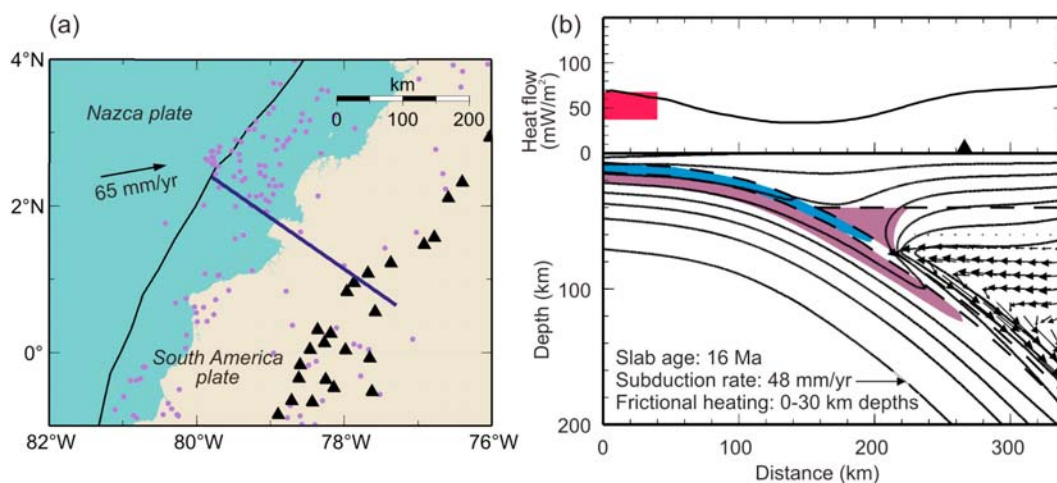 (a)
4°N
2°N
0°
82°W
80°W
78°W
76°W
Nazca plate
65 mm/yr
km
0 100 200
South America
plate
(b)
Heat flow
(mW/m²)
100
50
0
Depth (km)
100
200
Slab age: 16 Ma
Subduction rate: 48 mm/yr
Frictional heating: 0-30 km depths
0 100 200 300
Distance (km)